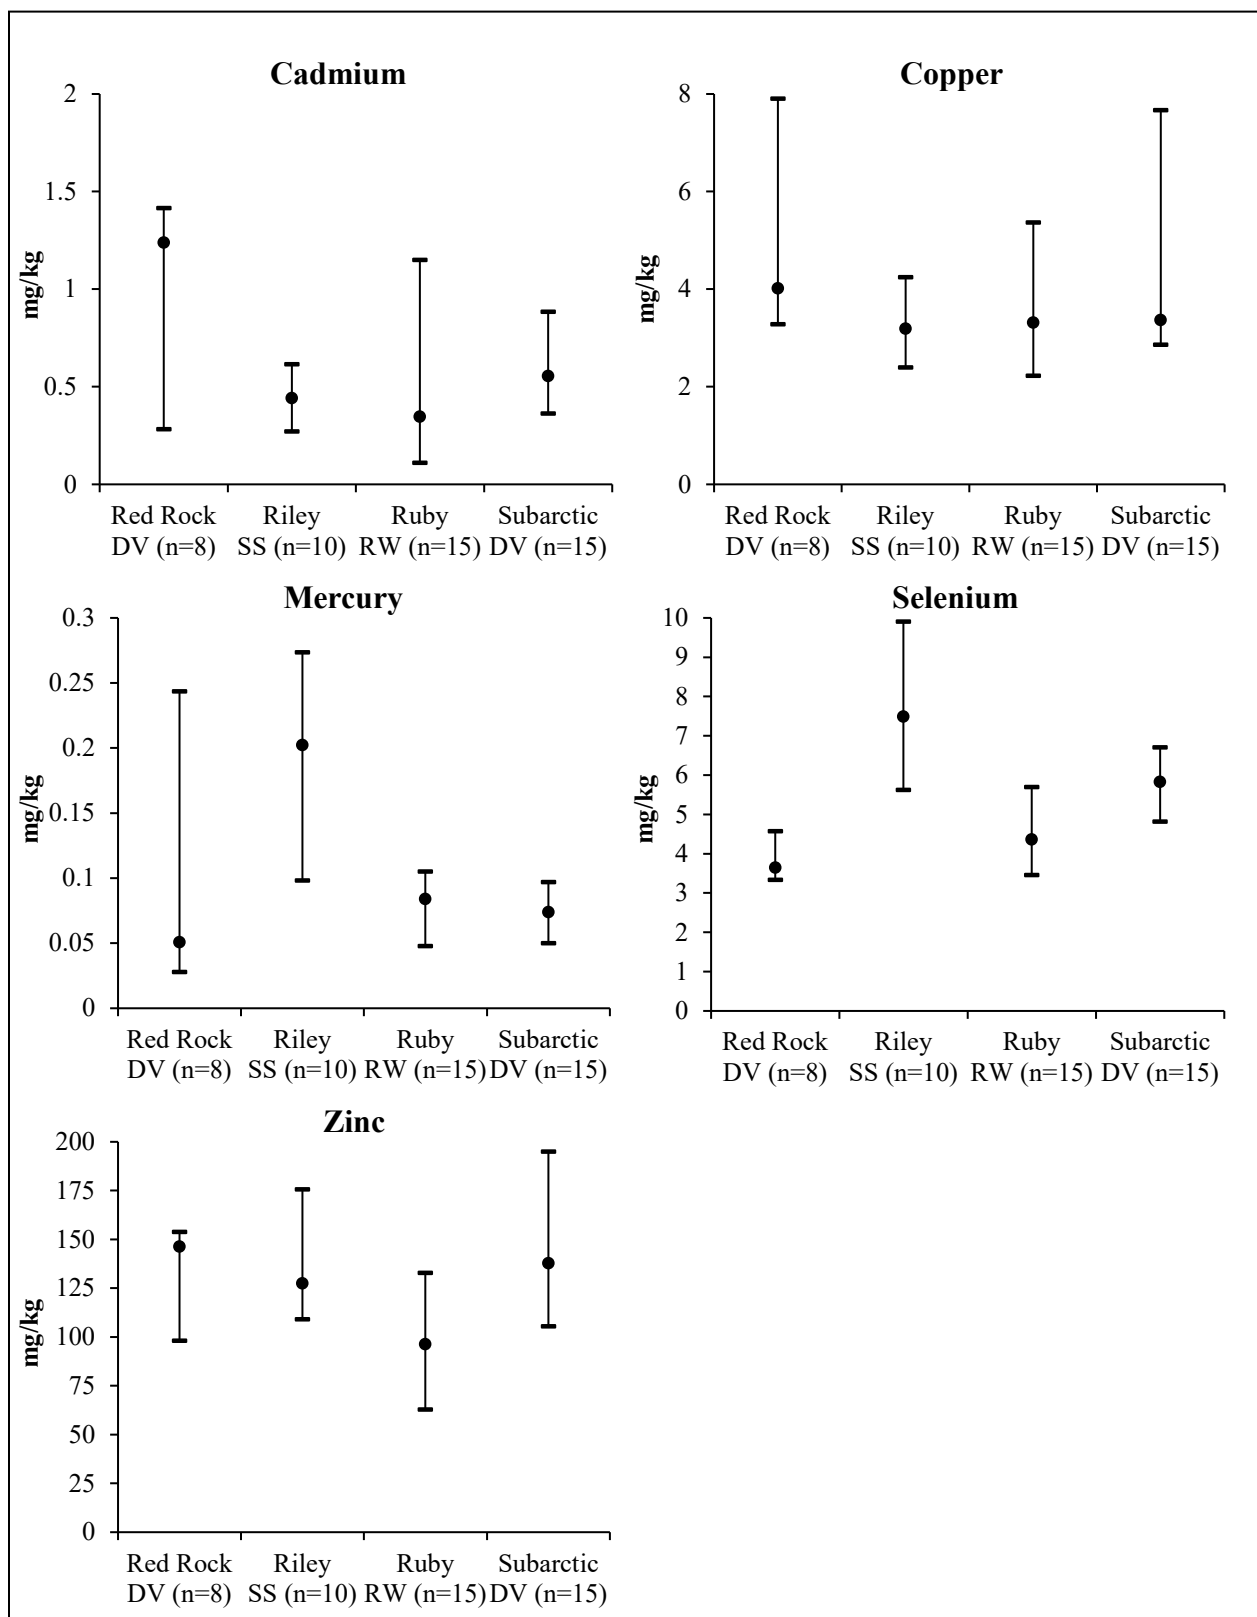 Cadmium
2
1.5
1
0.5
0
mg/kg
Red Rock
DV (n=8)
Riley
SS (n=10)
Ruby
RW (n=15)
Subarctic
DV (n=15)
Copper
8
6
4
2
0
mg/kg
Red Rock
DV (n=8)
Riley
SS (n=10)
Ruby
RW (n=15)
Subarctic
DV (n=15)
Mercury
0.3
0.25
0.2
0.15
0.1
0.05
0
mg/kg
Red Rock
DV (n=8)
Riley
SS (n=10)
Ruby
RW (n=15)
Subarctic
DV (n=15)
Selenium
10
9
8
7
6
5
4
3
2
1
0
mg/kg
Red Rock
DV (n=8)
Riley
SS (n=10)
Ruby
RW (n=15)
Subarctic
DV (n=15)
Zinc
200
175
150
125
100
75
50
25
0
mg/kg
Red Rock
DV (n=8)
Riley
SS (n=10)
Ruby
RW (n=15)
Subarctic
DV (n=15)